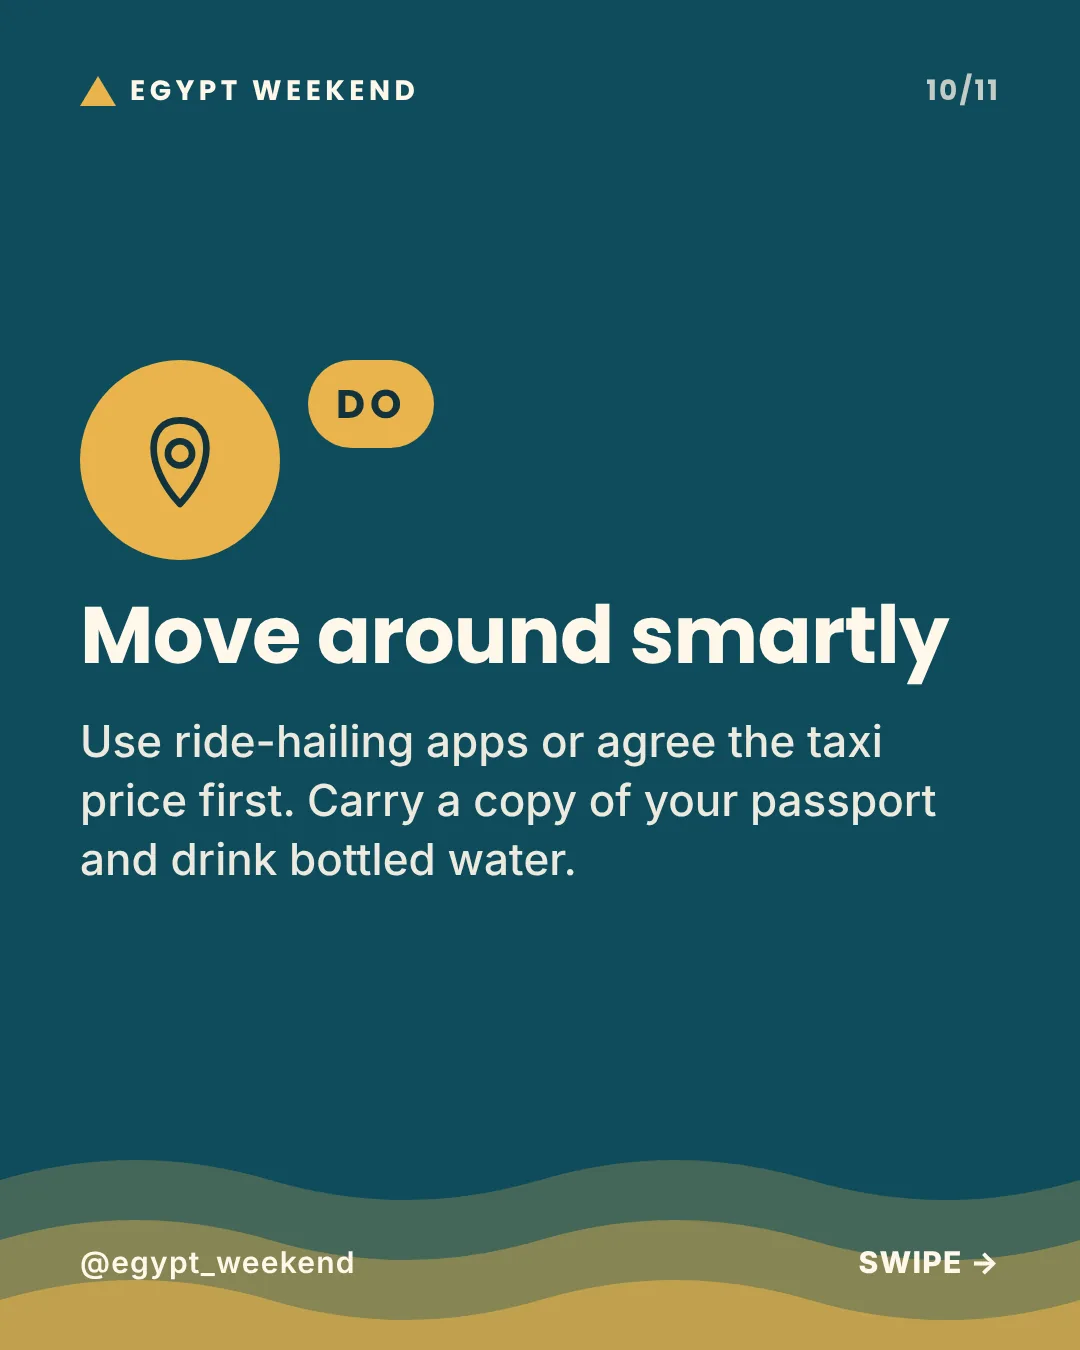 EGYPT WEEKEND
10/11
DO
Move around smartly
Use ride-hailing apps or agree the taxi
price first. Carry a copy of your passport
and drink bottled water.
@egypt_weekend
SWIPE →